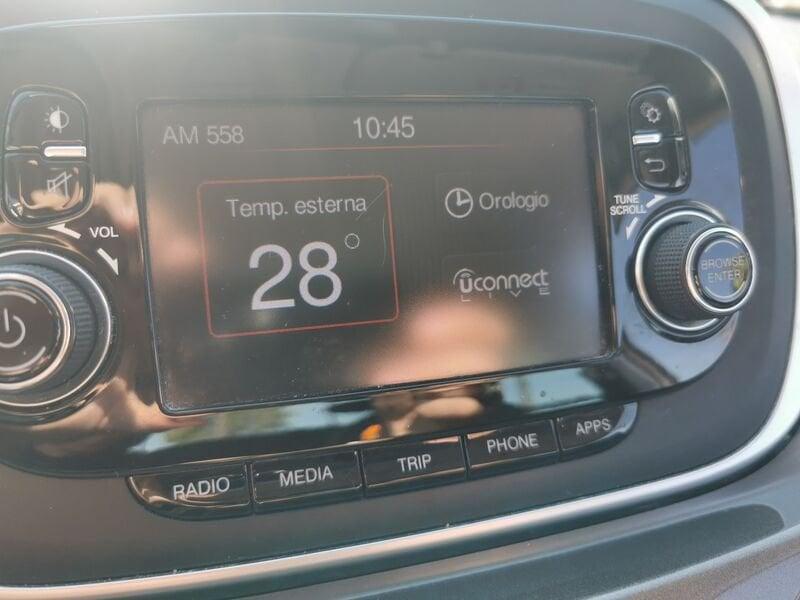 AM 558
10:45
Temp. esterna
28°
Orologio
uconnect
LIVE
VOL
TUNE
SCROLL
BROWSE
ENTER
RADIO
MEDIA
TRIP
PHONE
APPS